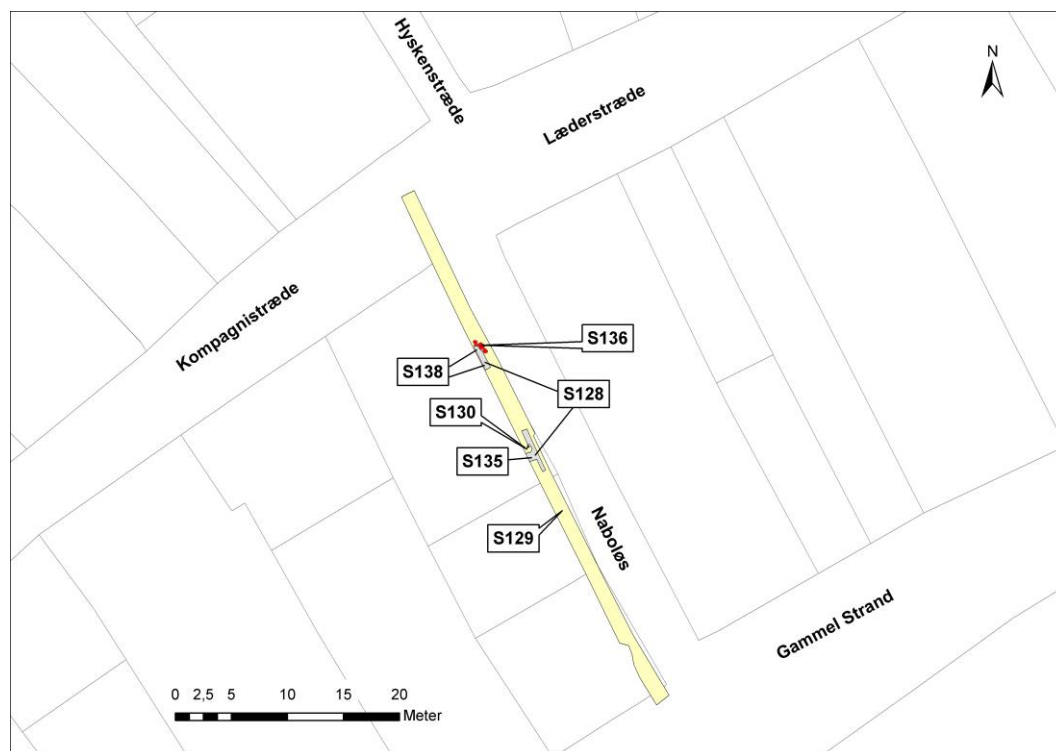 Hyskenstræde
N
Læderstræde
Kompagnistræde
S136
S138
S128
S130
S135
S129
Naboløs
Gammel Strand
0 2,5 5 10 15 20
Meter